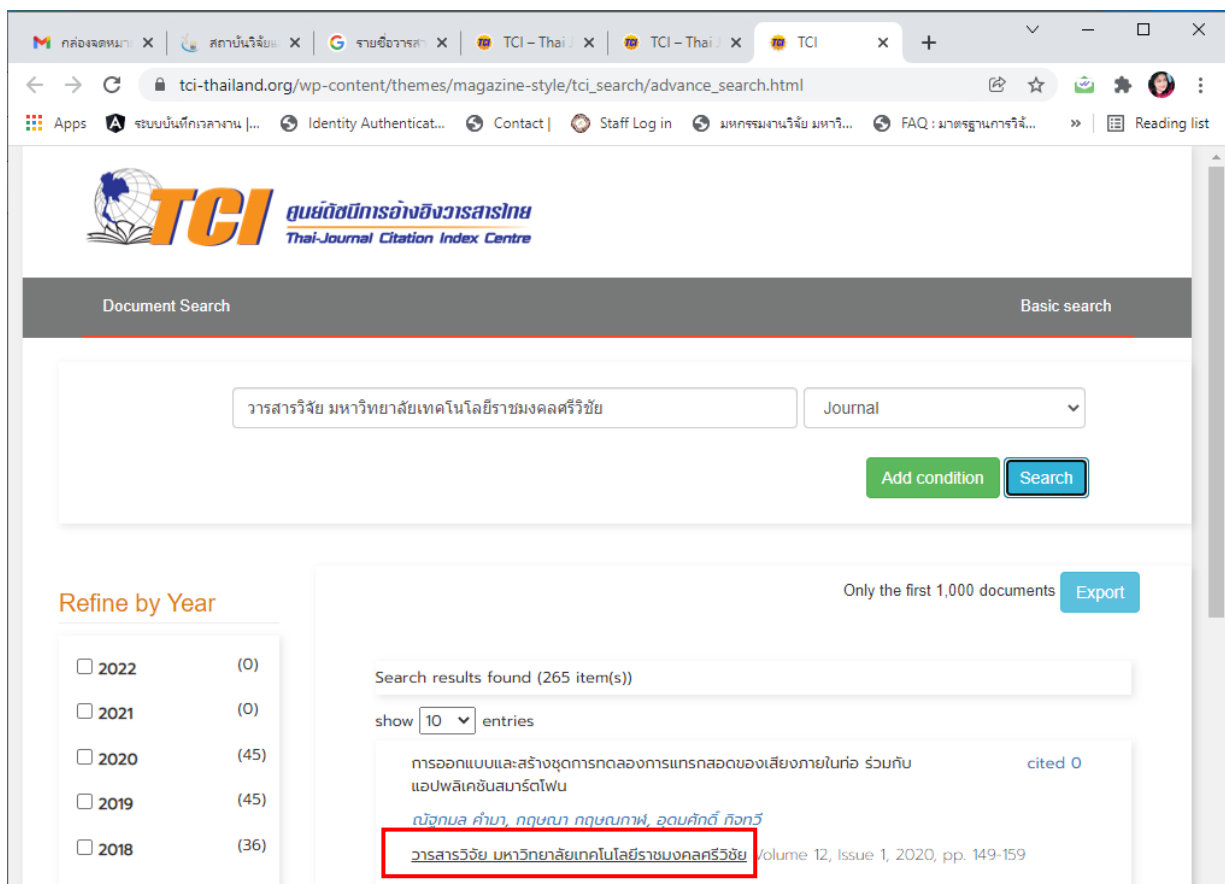 กล่องจดหมาย
สถาบันวิจัยแ
รายชื่อวารสา
TCI – Thai J
TCI – Thai J
TCI
tci-thailand.org/wp-content/themes/magazine-style/tci_search/advance_search.html
Apps ระบบบันทึกเวลางาน |... Identity Authenticat... Contact | Staff Log in มหกรรมงานวิจัย มหาวิ... FAQ : มาตรฐานการวิจั... » Reading list
TCI ศูนย์ดัชนีการอ้างอิงวารสารไทย
Thai-Journal Citation Index Centre
Document Search Basic search
วารสารวิจัย มหาวิทยาลัยเทคโนโลยีราชมงคลศรีวิชัย Journal
Add condition Search
Only the first 1,000 documents Export
Refine by Year
2022 (0)
2021 (0)
2020 (45)
2019 (45)
2018 (36)
Search results found (265 item(s))
show 10 entries
การออกแบบและสร้างชุดการทดลองการแทรกสอดของเสียงภายในท่อ ร่วมกับ cited 0
แอปพลิเคชันสมาร์ตโฟน
ณัฐกมล คำมา, กฤษณา กฤษณกาฬ, อุดมศักดิ์ กิจทวี
วารสารวิจัย มหาวิทยาลัยเทคโนโลยีราชมงคลศรีวิชัย Volume 12, Issue 1, 2020, pp. 149-159